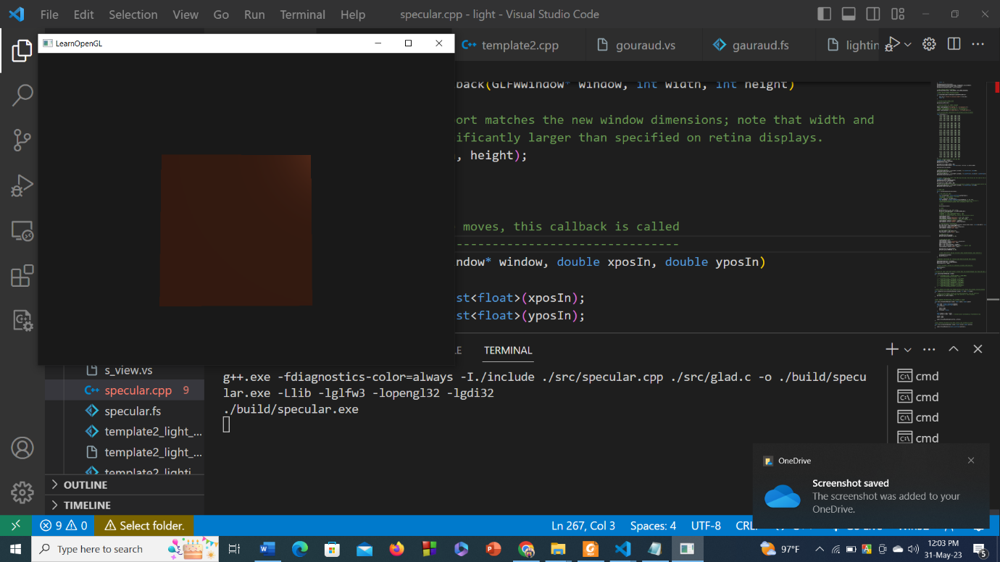 File Edit Selection View Go Run Terminal Help specular.cpp - light - Visual Studio Code
LearnOpenGL
template2.cpp gouraud.vs gauraud.fs lightin
back(GLFWwindow* window, int width, int height)
ort matches the new window dimensions; note that width and
ificantly larger than specified on retina displays.
, height);
moves, this callback is called
-------------------------------
ndow* window, double xposIn, double yposIn)
st<float>(xposIn);
st<float>(yposIn);
LE TERMINAL
s_view.vs
specular.cpp 9
specular.fs
template2_light_...
template2_light_...
template2_lighti
OUTLINE
TIMELINE
g++.exe -fdiagnostics-color=always -I./include ./src/specular.cpp ./src/glad.c -o ./build/specu
lar.exe -Llib -lglfw3 -lopengl32 -lgdi32
./build/specular.exe
cmd
cmd
cmd
cmd
OneDrive
Screenshot saved
The screenshot was added to your
OneDrive.
9 0 Select folder. Ln 267, Col 3 Spaces: 4 UTF-8
Type here to search
97°F
12:03 PM
31-May-23
5